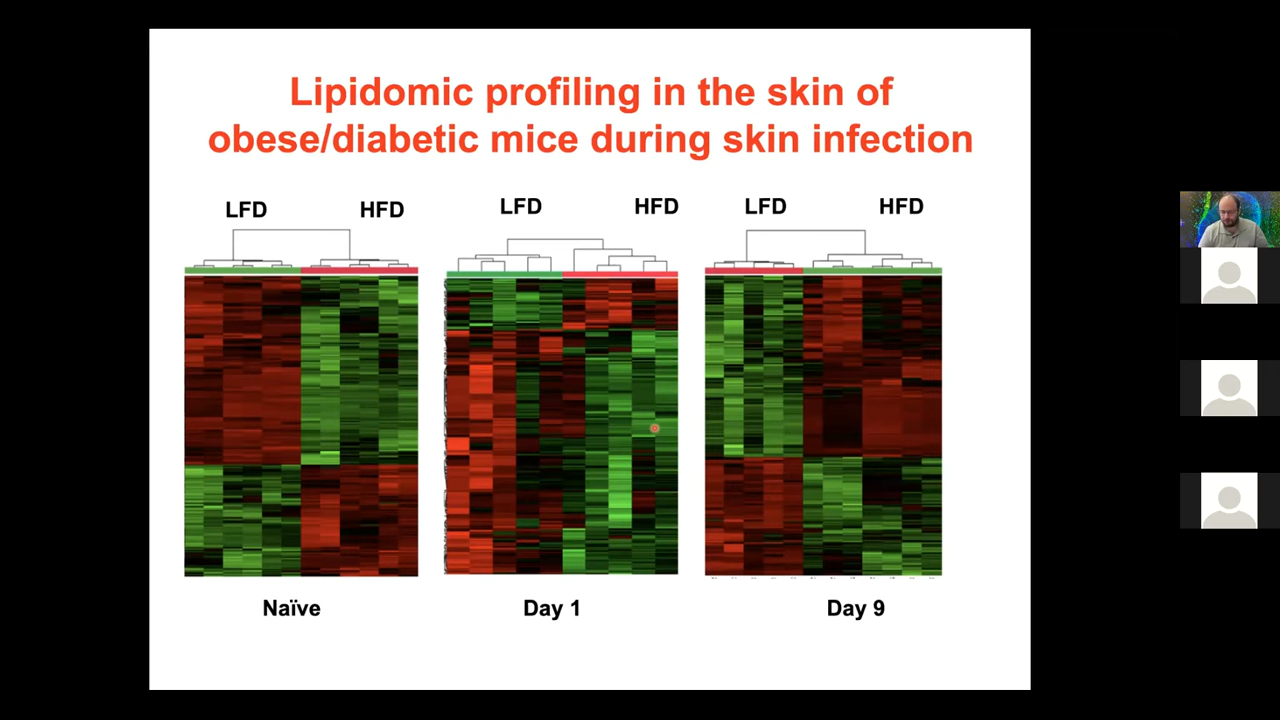 Lipidomic profiling in the skin of
obese/diabetic mice during skin infection
LFD HFD LFD HFD LFD HFD
Naïve Day 1 Day 9